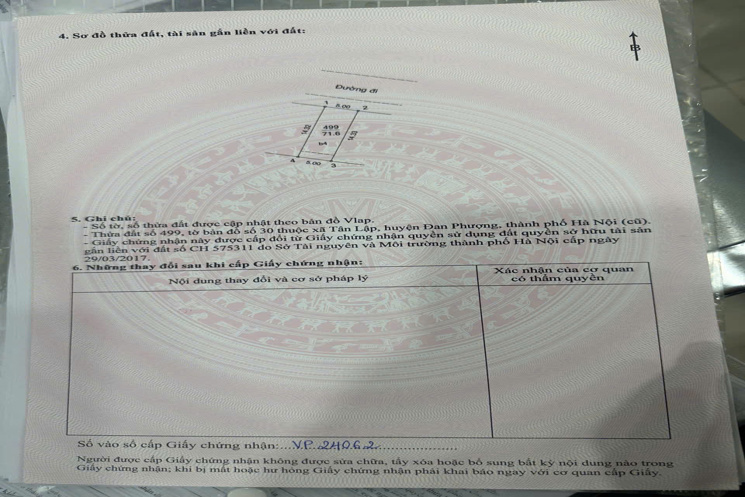 4. Sơ đồ thửa đất, tài sản gắn liền với đất:
B
Đường đi
1 5.00 2
499
71.6
b4
14.32
14.33
4 5.00 3
5. Ghi chú:
- Số tờ, số thửa đất được cập nhật theo bản đồ Vlap.
- Thửa đất số 499, tờ bản đồ số 30 thuộc xã Tân Lập, huyện Đan Phượng, thành phố Hà Nội (cũ).
- Giấy chứng nhận này được cấp đổi từ Giấy chứng nhận quyền sử dụng đất quyền sở hữu tài sản
gắn liền với đất số CH 575311 do Sở Tài nguyên và Môi trường thành phố Hà Nội cấp ngày
29/03/2017.
6. Những thay đổi sau khi cấp Giấy chứng nhận:
Nội dung thay đổi và cơ sở pháp lý
Xác nhận của cơ quan
có thẩm quyền
Số vào sổ cấp Giấy chứng nhận:...VP.24062...
Người được cấp Giấy chứng nhận không được sửa chữa, tẩy xóa hoặc bổ sung bất kỳ nội dung nào trong
Giấy chứng nhận; khi bị mất hoặc hư hỏng Giấy chứng nhận phải khai báo ngay với cơ quan cấp Giấy.